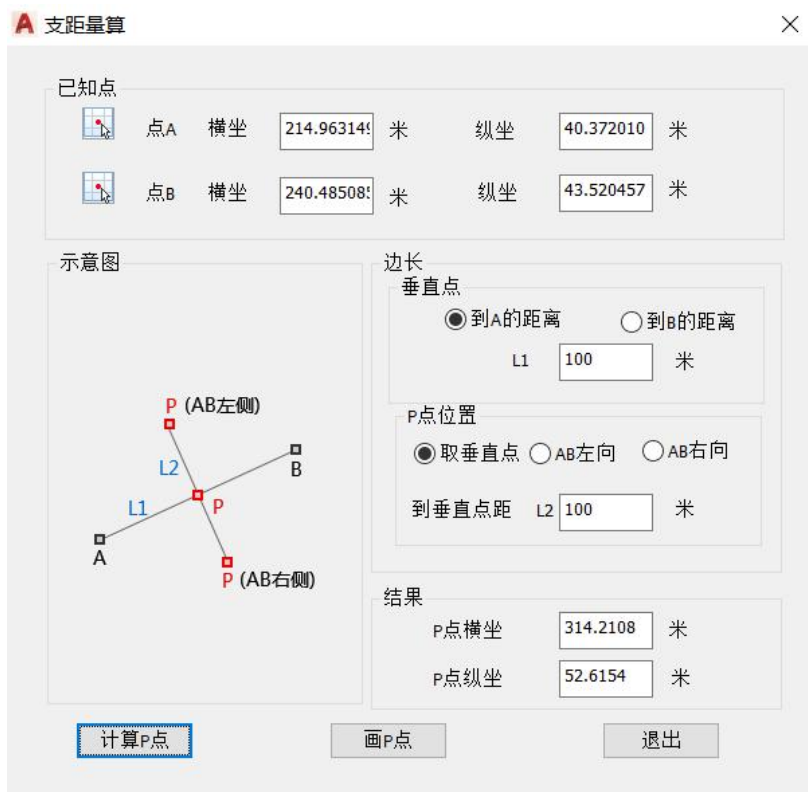 支距量算
已知点
点A 横坐 214.963149 米 纵坐 40.372010 米
点B 横坐 240.485085 米 纵坐 43.520457 米
示意图
P (AB左侧)
L2
B
L1
P
A
P (AB右侧)
边长
垂直点
到A的距离 到B的距离
L1 100 米
P点位置
取垂直点 AB左向 AB右向
到垂直点距 L2 100 米
结果
P点横坐 314.2108 米
P点纵坐 52.6154 米
计算P点 画P点 退出